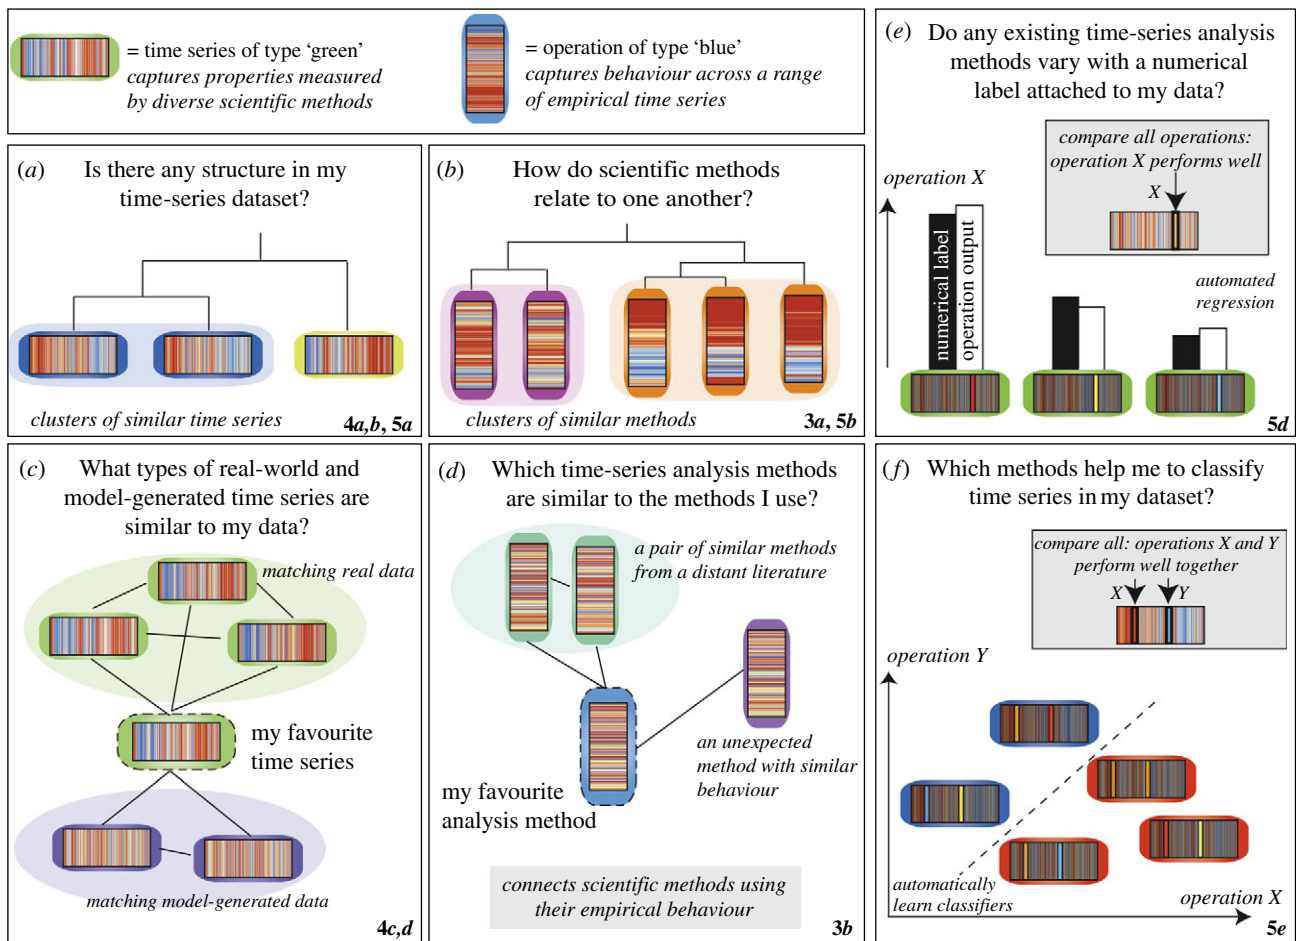 = time series of type ‘green’
captures properties measured
by diverse scientific methods
= operation of type ‘blue’
captures behaviour across a range
of empirical time series
(a) Is there any structure in my
time-series dataset?
clusters of similar time series
4a,b, 5a
(b) How do scientific methods
relate to one another?
clusters of similar methods
3a, 5b
(c) What types of real-world and
model-generated time series are
similar to my data?
matching real data
my favourite
time series
matching model-generated data
4c,d
(d) Which time-series analysis methods
are similar to the methods I use?
a pair of similar methods
from a distant literature
an unexpected
method with similar
behaviour
my favourite
analysis method
connects scientific methods using
their empirical behaviour
3b
(e) Do any existing time-series analysis
methods vary with a numerical
label attached to my data?
compare all operations:
operation X performs well
X
operation X
numerical label
operation output
automated
regression
5d
(f) Which methods help me to classify
time series in my dataset?
compare all: operations X and Y
perform well together
X Y
operation Y
automatically
learn classifiers
operation X
5e